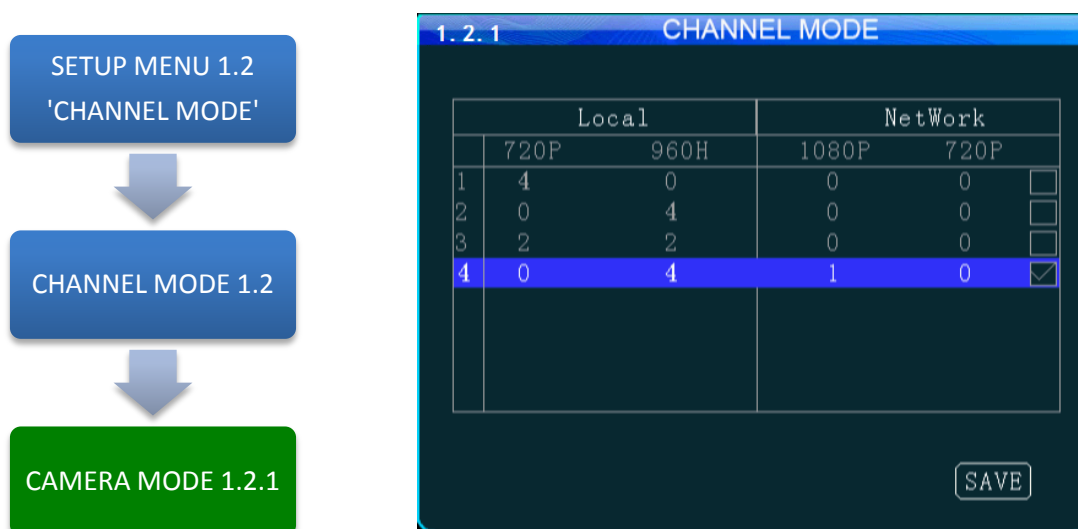 SETUP MENU 1.2
'CHANNEL MODE'
CHANNEL MODE 1.2
CAMERA MODE 1.2.1
1.2.1 CHANNEL MODE
Local NetWork
720P 960H 1080P 720P
1 4 0 0 0
2 0 4 0 0
3 2 2 0 0
4 0 4 1 0
SAVE